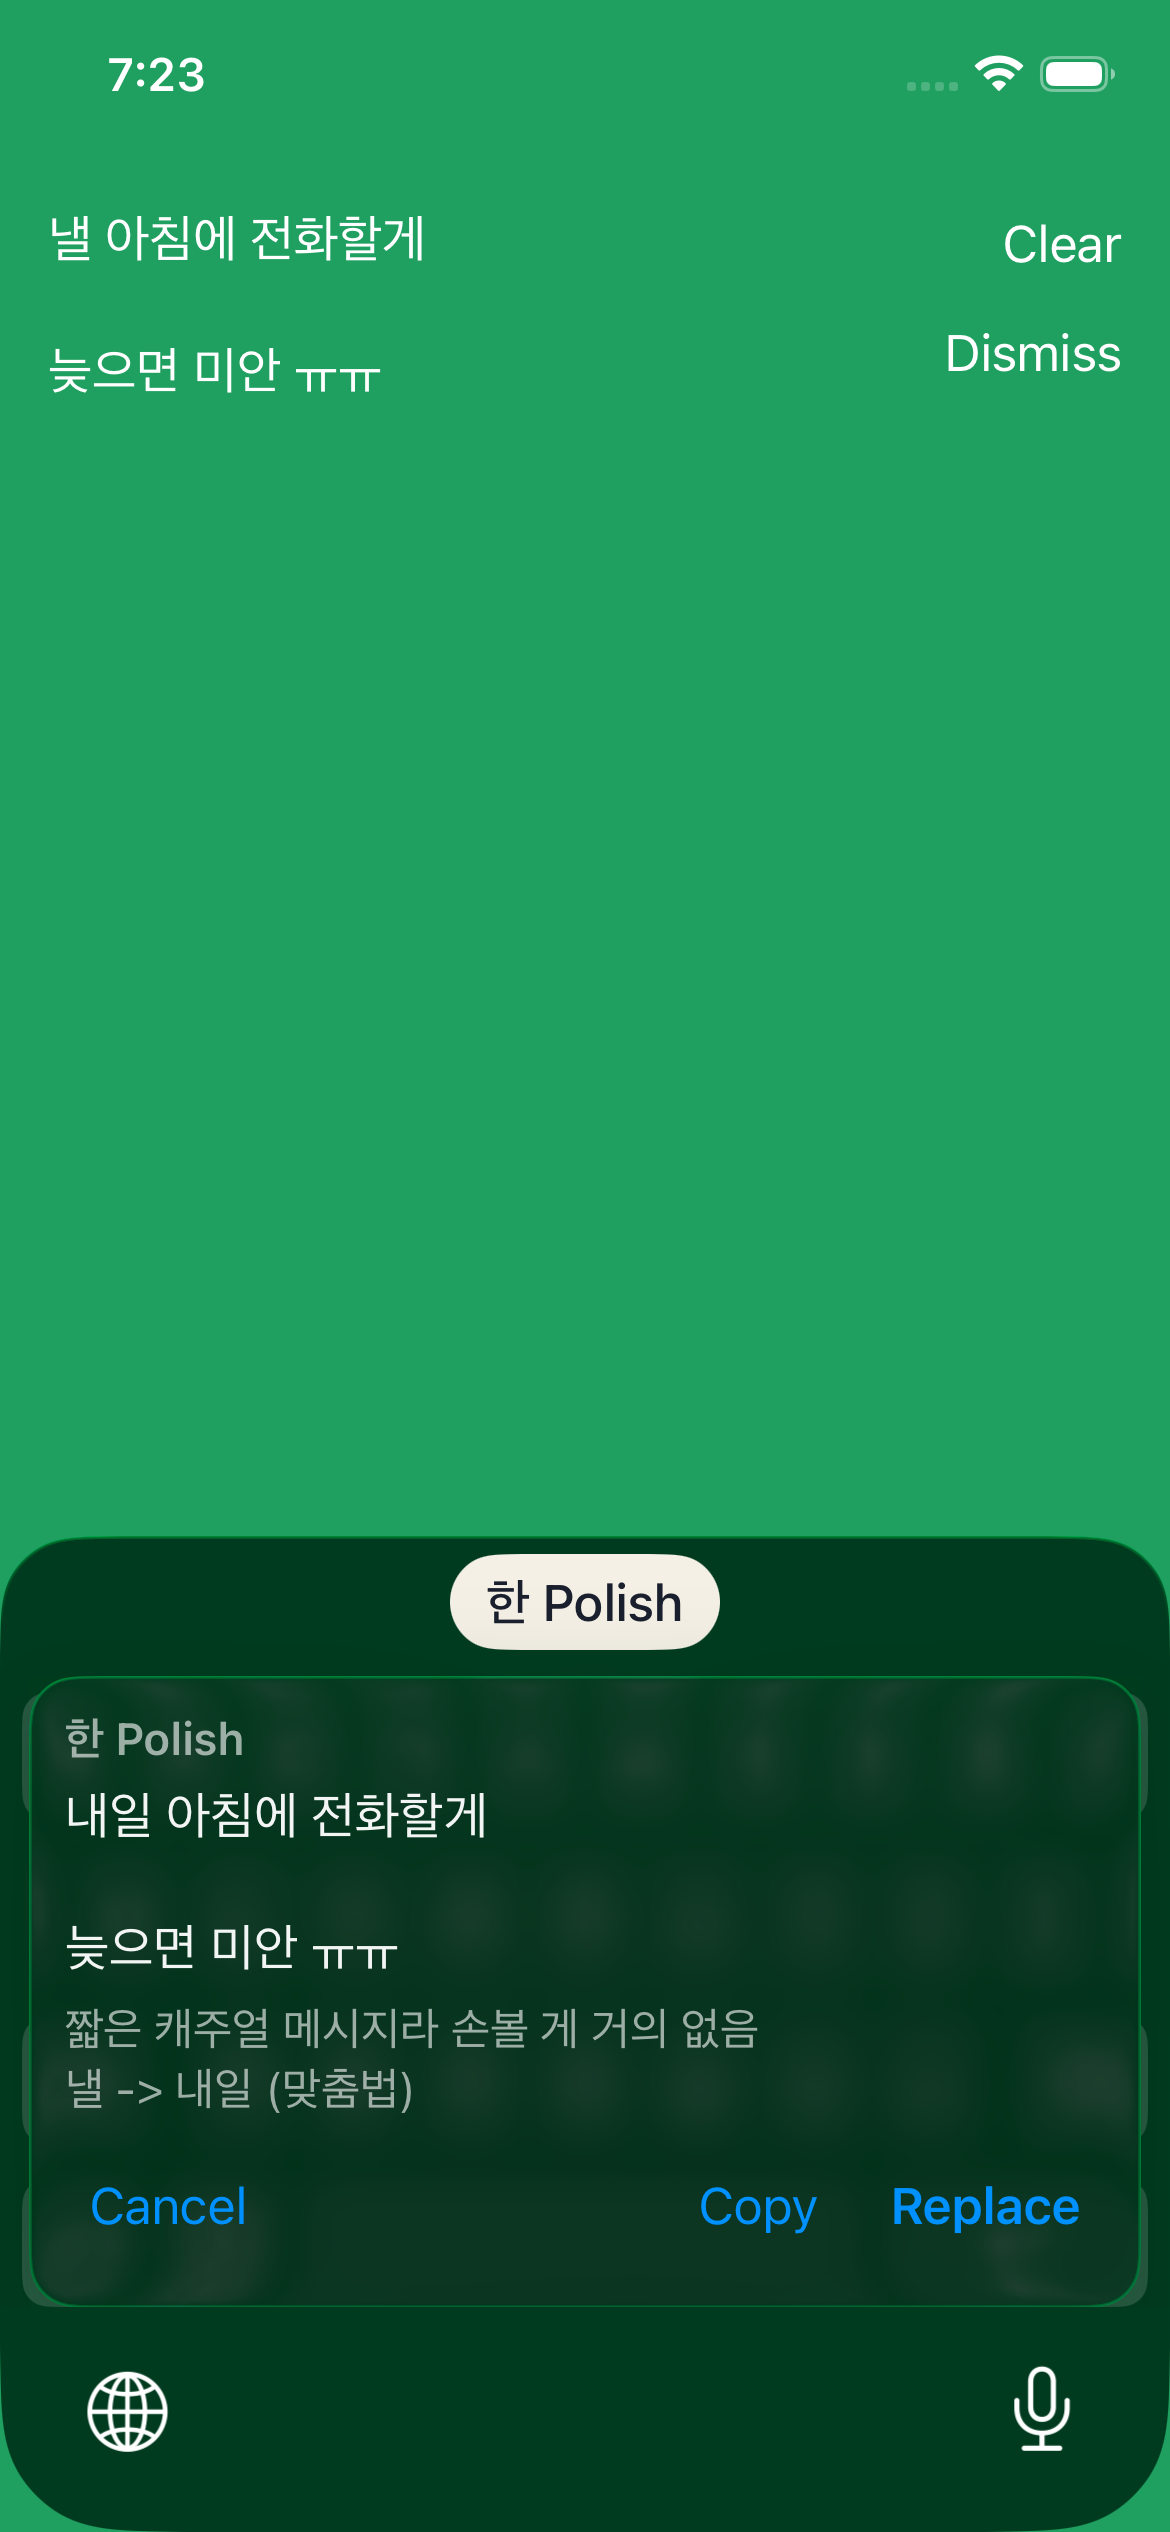 7:23
낼 아침에 전화할게
Clear
늦으면 미안 ㅠㅠ
Dismiss
한 Polish
한 Polish
내일 아침에 전화할게
늦으면 미안 ㅠㅠ
짧은 캐주얼 메시지라 손볼 게 거의 없음
낼 -> 내일 (맞춤법)
Cancel
Copy
Replace